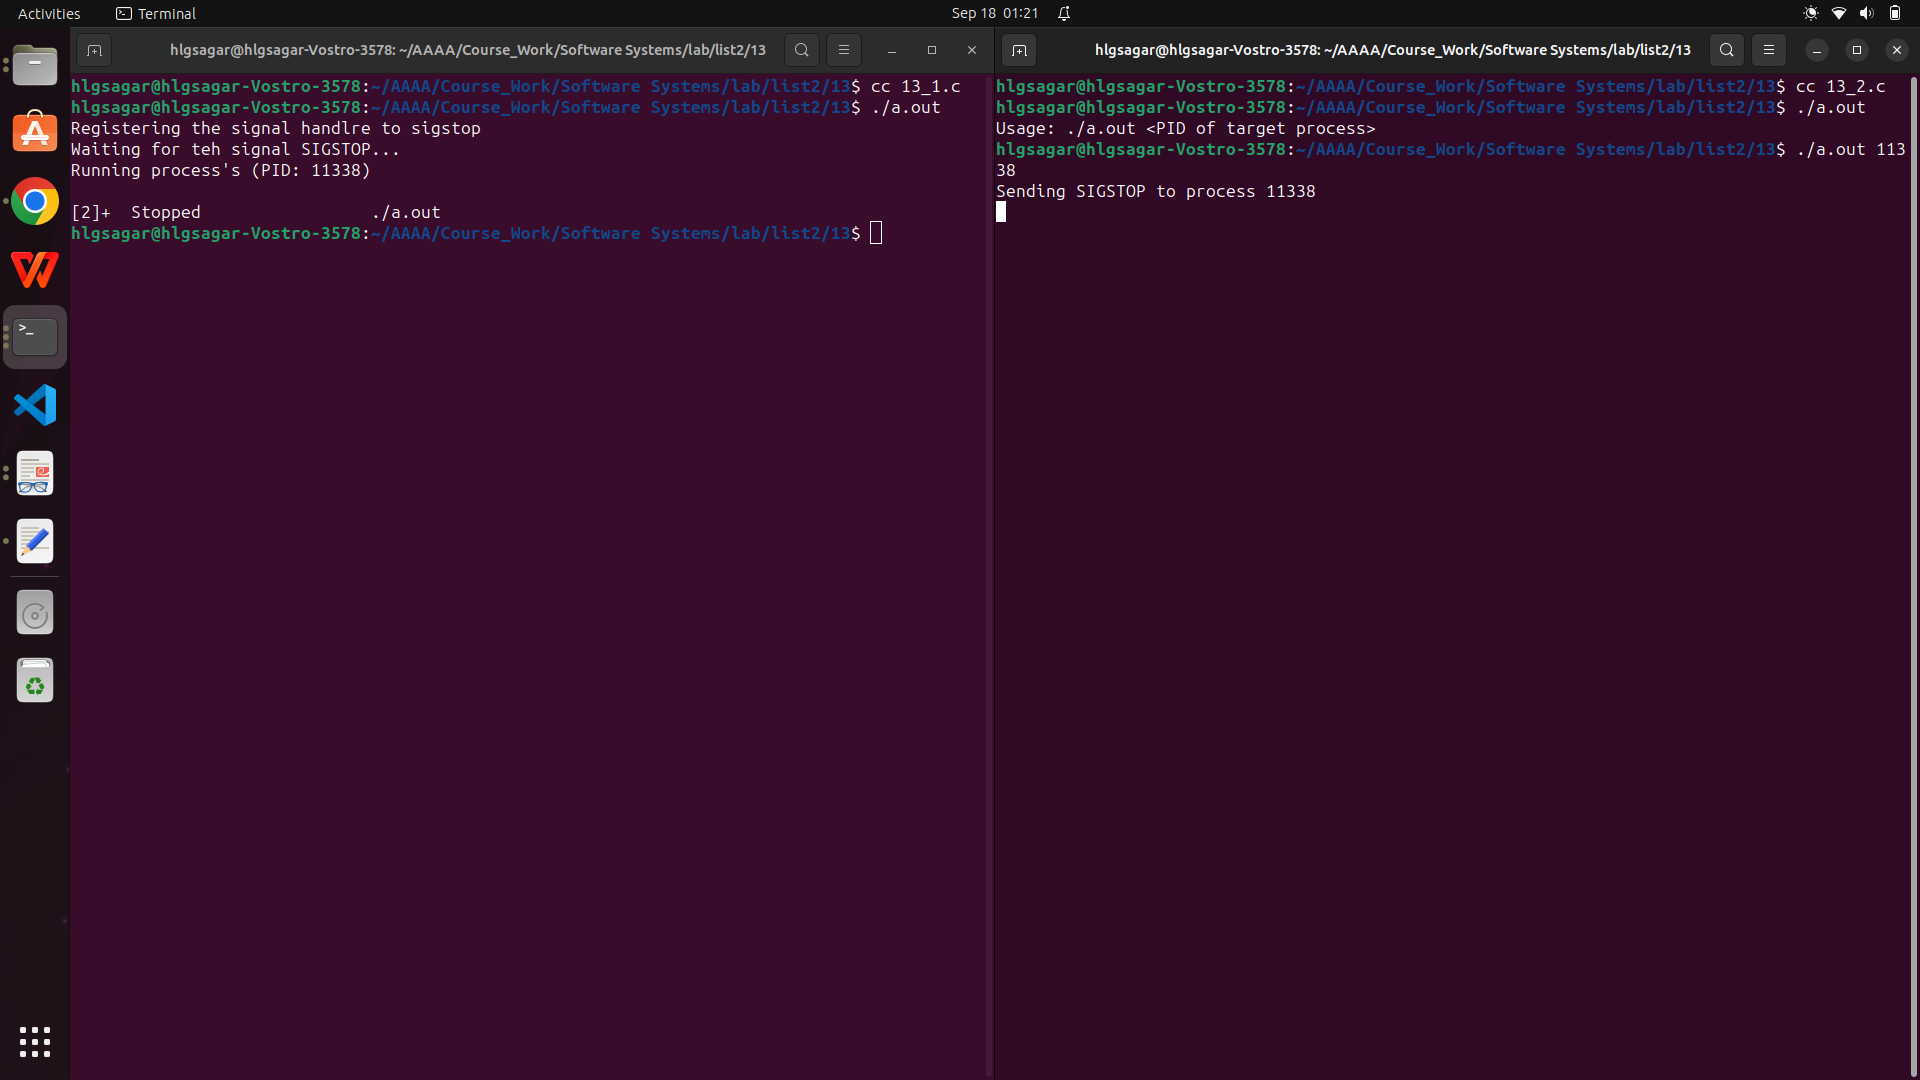 Activities
Terminal
Sep 18 01:21
hlgsagar@hlgsagar-Vostro-3578: ~/AAAA/Course_Work/Software Systems/lab/list2/13
hlgsagar@hlgsagar-Vostro-3578:~/AAAA/Course_Work/Software Systems/lab/list2/13$ cc 13_1.c
hlgsagar@hlgsagar-Vostro-3578:~/AAAA/Course_Work/Software Systems/lab/list2/13$ ./a.out
Registering the signal handlre to sigstop
Waiting for teh signal SIGSTOP...
Running process's (PID: 11338)
[2]+  Stopped                 ./a.out
hlgsagar@hlgsagar-Vostro-3578:~/AAAA/Course_Work/Software Systems/lab/list2/13$
hlgsagar@hlgsagar-Vostro-3578: ~/AAAA/Course_Work/Software Systems/lab/list2/13
hlgsagar@hlgsagar-Vostro-3578:~/AAAA/Course_Work/Software Systems/lab/list2/13$ cc 13_2.c
hlgsagar@hlgsagar-Vostro-3578:~/AAAA/Course_Work/Software Systems/lab/list2/13$ ./a.out
Usage: ./a.out <PID of target process>
hlgsagar@hlgsagar-Vostro-3578:~/AAAA/Course_Work/Software Systems/lab/list2/13$ ./a.out 113
38
Sending SIGSTOP to process 11338